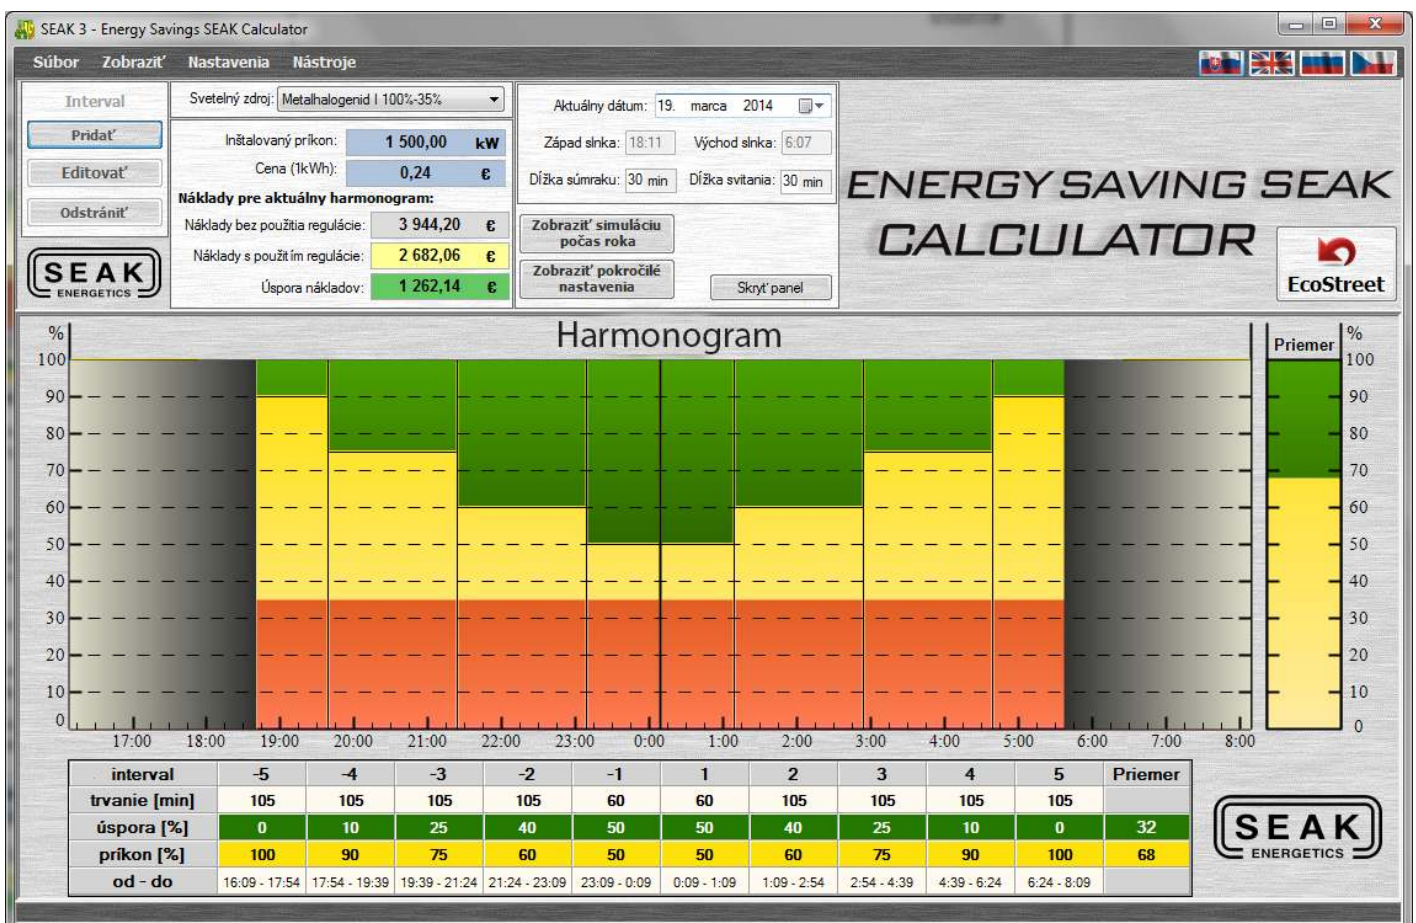 SEAK 3 - Energy Savings SEAK Calculator
Súbor Zobraziť Nastavenia Nástroje
Interval
Pridať
Editovať
Odstrániť
SEAK
ENERGETICS
Svetelný zdroj: Metalhalogenid I 100%-35%
Inštalovaný príkon: 1 500,00 kW
Cena (1kWh): 0,24 €
Náklady pre aktuálny harmonogram:
Náklady bez použitia regulácie: 3 944,20 €
Náklady s použitím regulácie: 2 682,06 €
Úspora nákladov: 1 262,14 €
Aktuálny dátum: 19. marca 2014
Západ slnka: 18:11 Východ slnka: 6:07
Dĺžka súmraku: 30 min Dĺžka svitania: 30 min
Zobraziť simuláciu
počas roka
Zobraziť pokročilé
nastavenia
Skryť panel
ENERGY SAVING SEAK
CALCULATOR
EcoStreet
Harmonogram
%
100
90
80
70
60
50
40
30
20
10
0
17:00 18:00 19:00 20:00 21:00 22:00 23:00 0:00 1:00 2:00 3:00 4:00 5:00 6:00 7:00 8:00
Priemer
%
100
90
80
70
60
50
40
30
20
10
0
interval -5 -4 -3 -2 -1 1 2 3 4 5 Priemer
trvanie [min] 105 105 105 105 60 60 105 105 105 105
úspora [%] 0 10 25 40 50 50 40 25 10 0 32
príkon [%] 100 90 75 60 50 50 60 75 90 100 68
od - do 16:09 - 17:54 17:54 - 19:39 19:39 - 21:24 21:24 - 23:09 23:09 - 0:09 0:09 - 1:09 1:09 - 2:54 2:54 - 4:39 4:39 - 6:24 6:24 - 8:09
SEAK
ENERGETICS